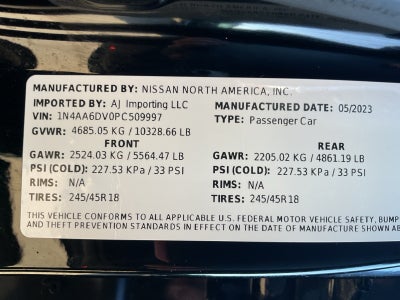 MANUFACTURED BY: NISSAN NORTH AMERICA, INC.
IMPORTED BY: AJ Importing LLC MANUFACTURED DATE: 05/2023
VIN: 1N4AA6DV0PC509997 TYPE: Passenger Car
GVWR: 4685.05 KG / 10328.66 LB
FRONT REAR
GAWR: 2524.03 KG / 5564.47 LB GAWR: 2205.02 KG / 4861.19 LB
PSI (COLD): 227.53 KPa / 33 PSI PSI (COLD): 227.53 KPa / 33 PSI
RIMS: N/A RIMS: N/A
TIRES: 245/45R18 TIRES: 245/45R18
THIS VEHICLE CONFORMS TO ALL APPLICABLE U.S. FEDERAL MOTOR VEHICLE SAFETY, BUMP
AND THEFT PREVENTION STANDARDS IN EFFECT ON THE DATE OF MANUFACTURE SHOWN AB